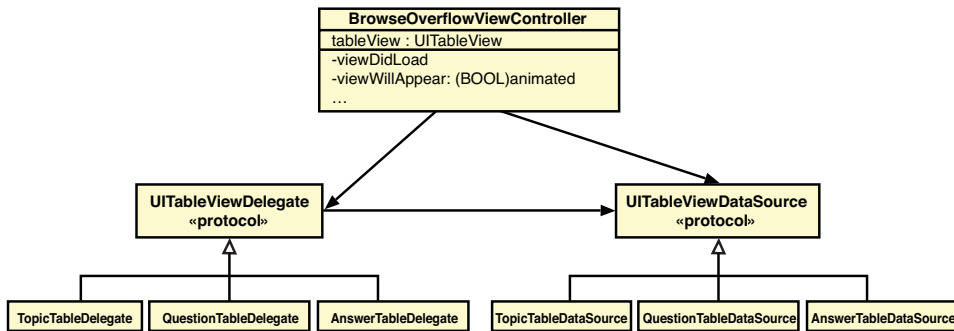 BrowseOverflowViewController
tableView : UITableView
-viewDidLoad
-viewWillAppear: (BOOL)animated
…
UITableViewDelegate
«protocol»
UITableViewDataSource
«protocol»
TopicTableDelegate
QuestionTableDelegate
AnswerTableDelegate
TopicTableDataSource
QuestionTableDataSource
AnswerTableDataSource